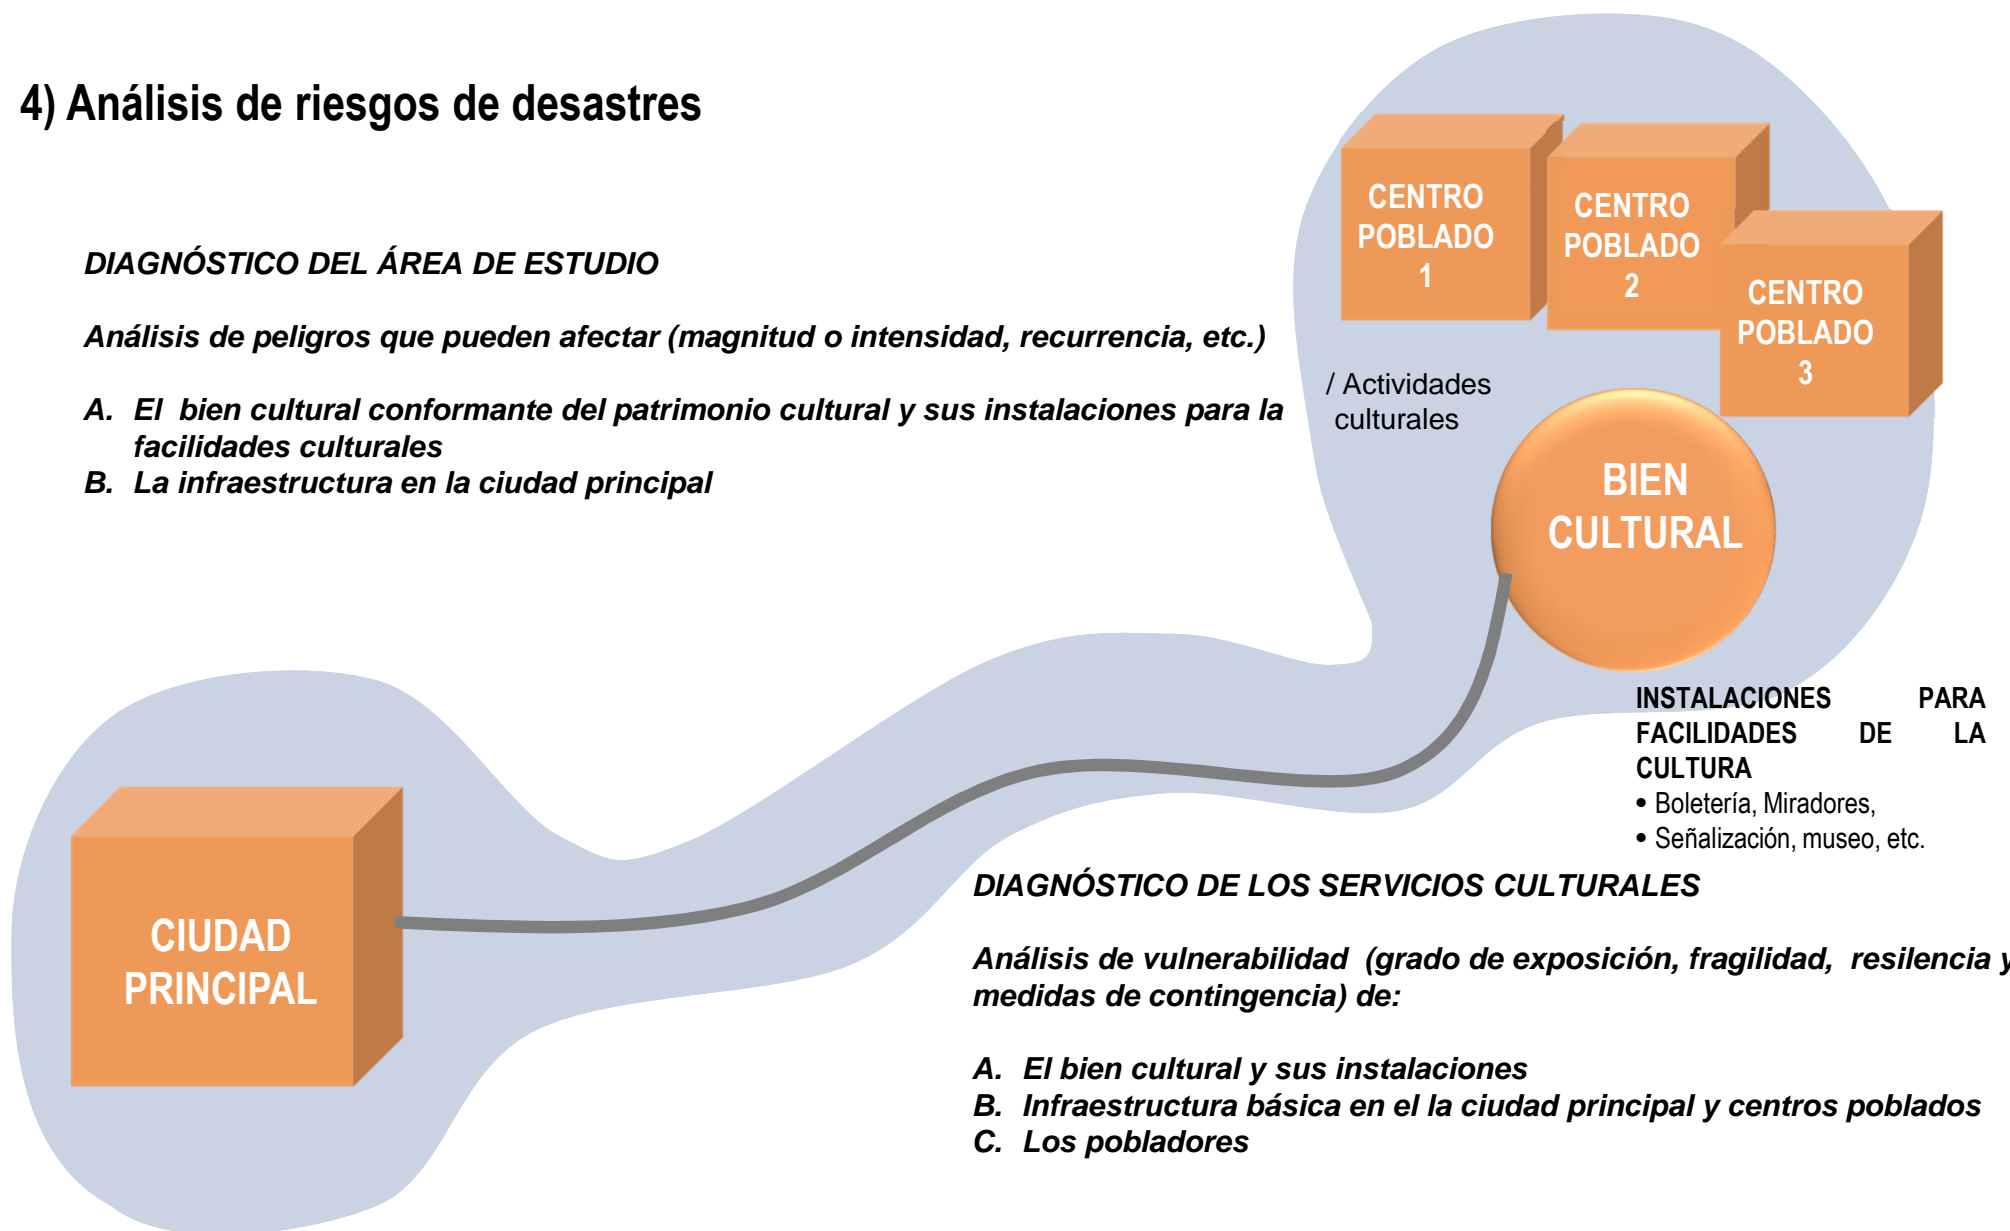 4) Análisis de riesgos de desastres
DIAGNÓSTICO DEL ÁREA DE ESTUDIO
Análisis de peligros que pueden afectar (magnitud o intensidad, recurrencia, etc.)
A. El bien cultural conformante del patrimonio cultural y sus instalaciones para la
facilidades culturales
B. La infraestructura en la ciudad principal
CENTRO
POBLADO
1
CENTRO
POBLADO
2
CENTRO
POBLADO
3
/ Actividades
culturales
BIEN
CULTURAL
INSTALACIONES PARA
FACILIDADES DE LA
CULTURA
• Boletería, Miradores,
• Señalización, museo, etc.
CIUDAD
PRINCIPAL
DIAGNÓSTICO DE LOS SERVICIOS CULTURALES
Análisis de vulnerabilidad (grado de exposición, fragilidad, resilencia y
medidas de contingencia) de:
A. El bien cultural y sus instalaciones
B. Infraestructura básica en el la ciudad principal y centros poblados
C. Los pobladores